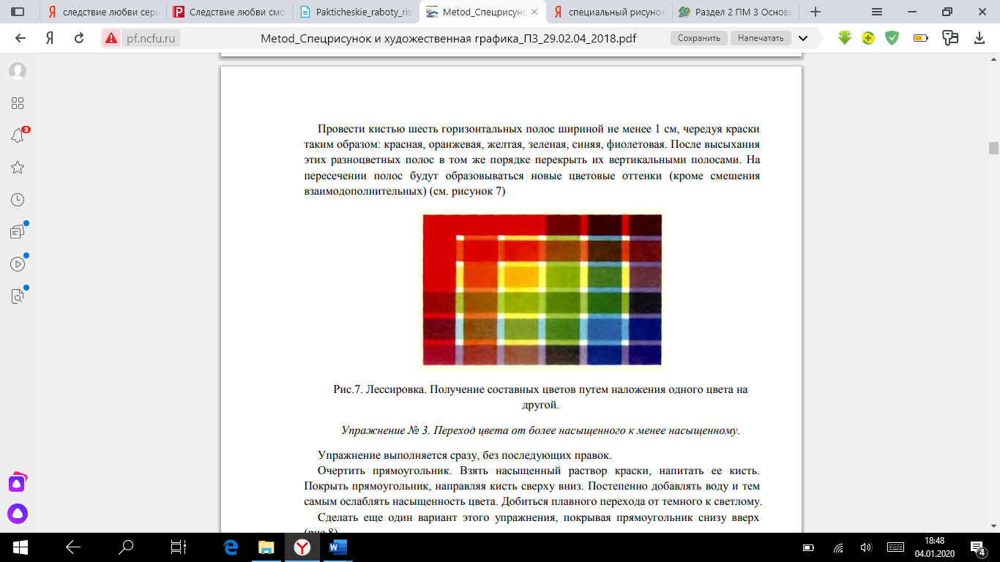 следствие любви сери
Следствие любви смо
Pakticheskie_raboty_ris
Metod_Спецрисуно
специальный рисунок
Раздел 2 ПМ 3 Основ
Я
pf.ncfu.ru
Metod_Спецрисунок и художественная графика_ПЗ_29.02.04_2018.pdf
Сохранить
Напечатать
3
Провести кистью шесть горизонтальных полос шириной не менее 1 см, чередуя краски
таким образом: красная, оранжевая, желтая, зеленая, синяя, фиолетовая. После высыхания
этих разноцветных полос в том же порядке перекрыть их вертикальными полосами. На
пересечении полос будут образовываться новые цветовые оттенки (кроме смешения
взаимодополнительных) (см. рисунок 7)
Рис.7. Лессировка. Получение составных цветов путем наложения одного цвета на
другой.
Упражнение № 3. Переход цвета от более насыщенного к менее насыщенному.
Упражнение выполняется сразу, без последующих правок.
Очертить прямоугольник. Взять насыщенный раствор краски, напитать ее кисть.
Покрыть прямоугольник, направляя кисть сверху вниз. Постепенно добавлять воду и тем
самым ослаблять насыщенность цвета. Добиться плавного перехода от темного к светлому.
Сделать еще один вариант этого упражнения, покрывая прямоугольник снизу вверх
(рис.8)
18:48
04.01.2020
4